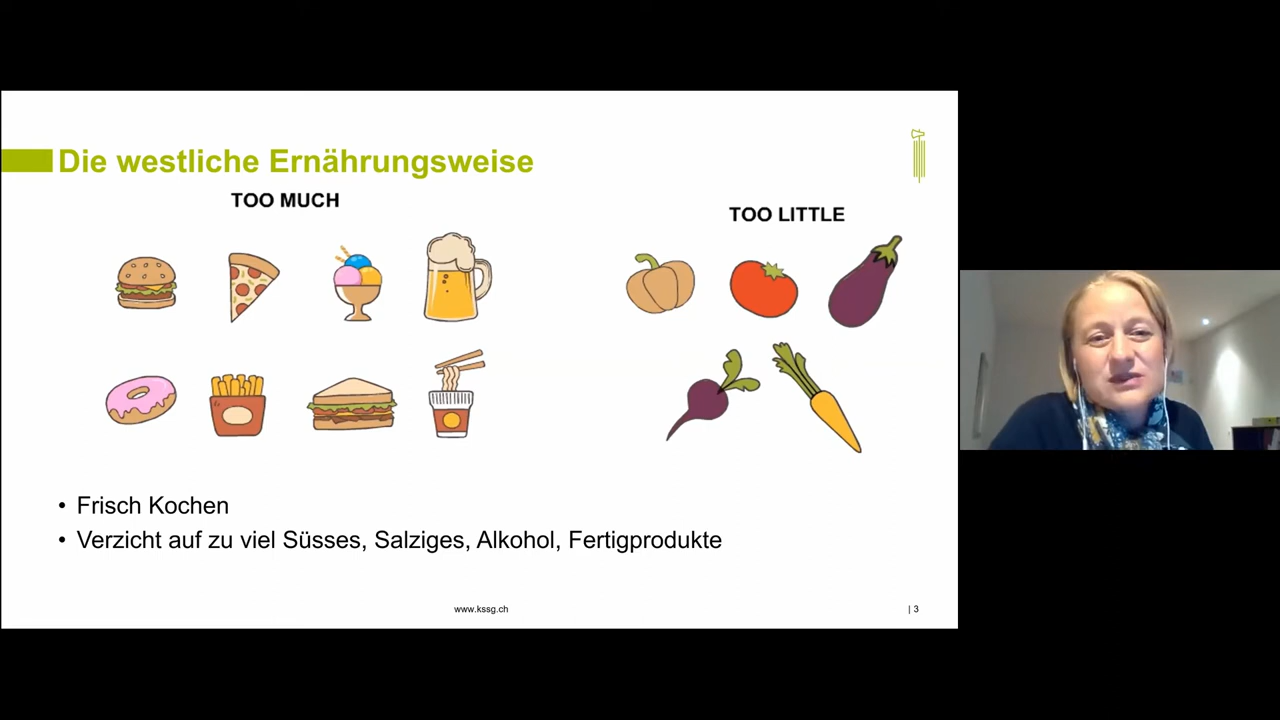 Die westliche Ernährungsweise
TOO MUCH
TOO LITTLE
• Frisch Kochen
• Verzicht auf zu viel Süsses, Salziges, Alkohol, Fertigprodukte
www.kssg.ch
| 3